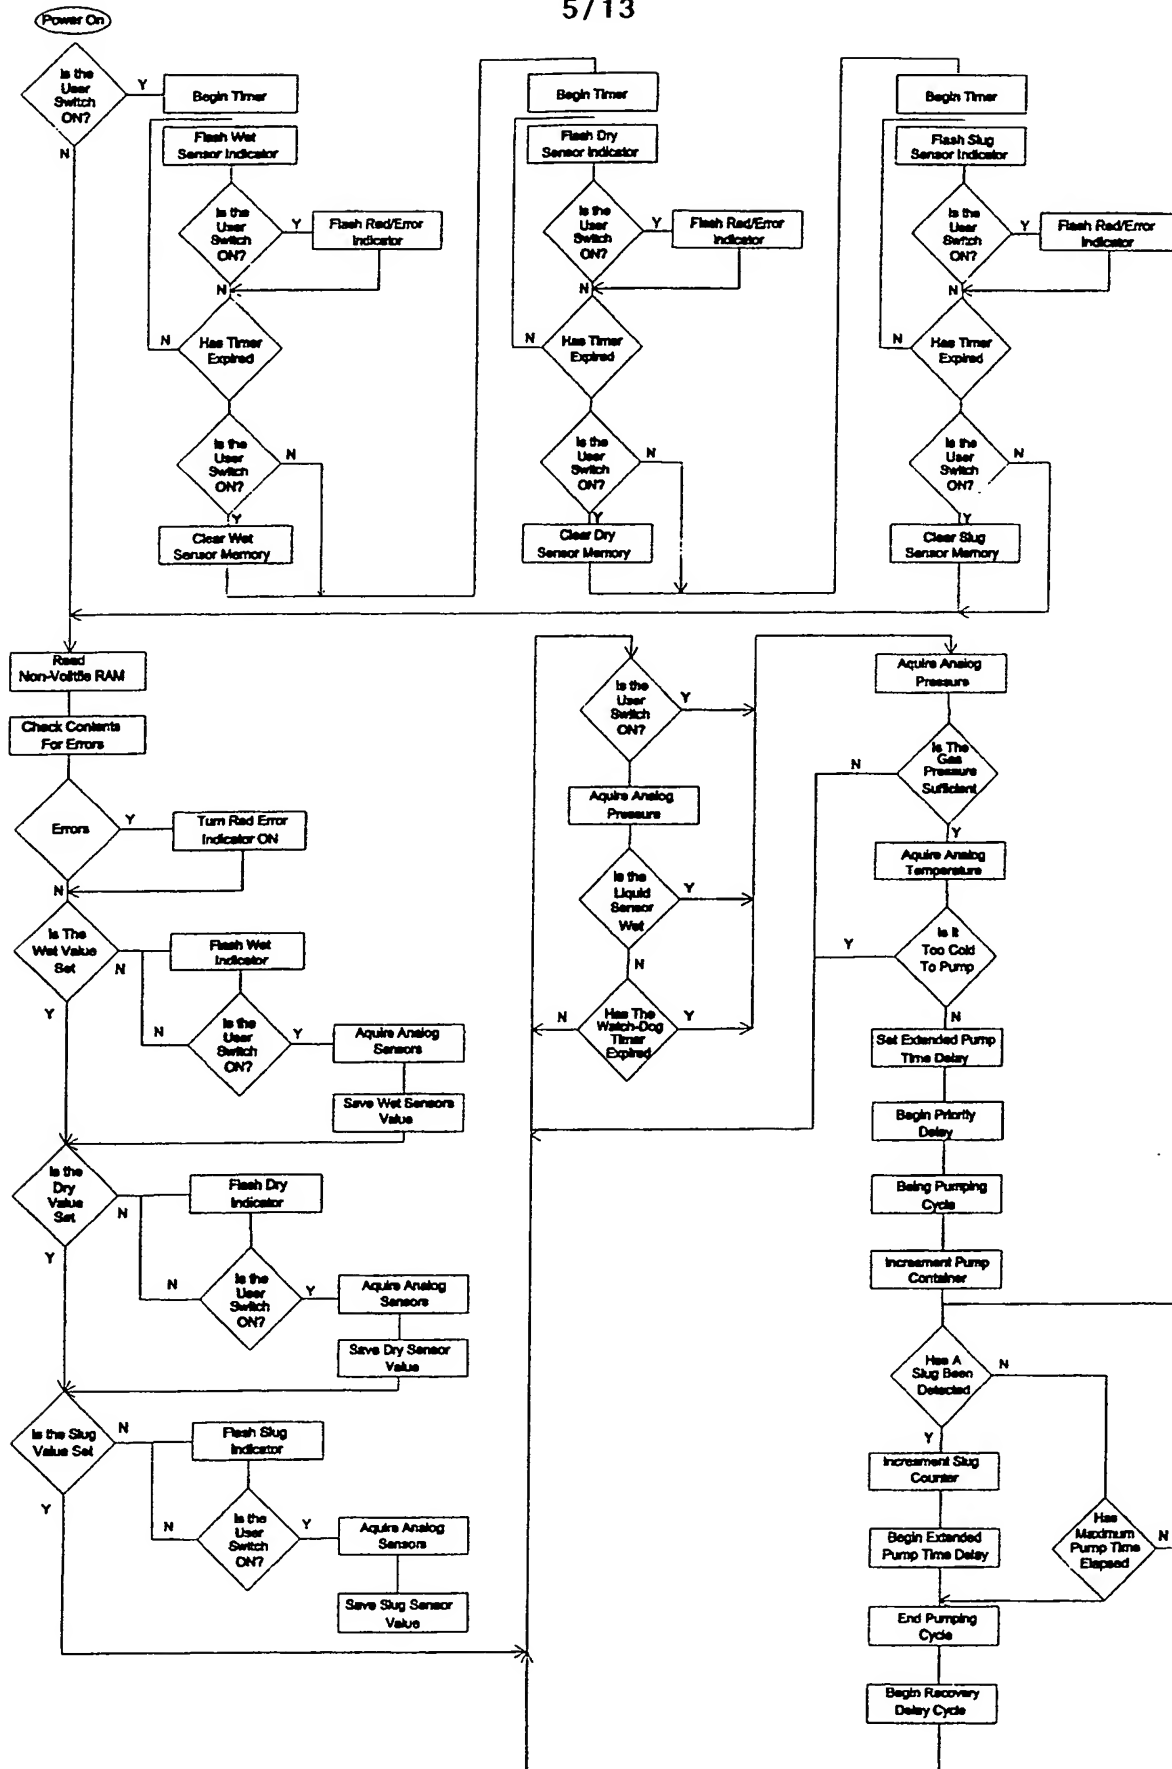 5/13
Power On
Is the
User
Switch
ON?
Y
N
Begin Timer
Flash Wet
Sensor Indicator
Is the
User
Switch
ON?
Y
Flash Red/Error
Indicator
N
N
Has Timer
Expired
Is the
User
Switch
ON?
N
Y
Clear Wet
Sensor Memory
Begin Timer
Flash Dry
Sensor Indicator
Is the
User
Switch
ON?
Y
Flash Red/Error
Indicator
N
N
Has Timer
Expired
Is the
User
Switch
ON?
N
Y
Clear Dry
Sensor Memory
Begin Timer
Flash Slug
Sensor Indicator
Is the
User
Switch
ON?
Y
Flash Red/Error
Indicator
N
N
Has Timer
Expired
Is the
User
Switch
ON?
N
Y
Clear Slug
Sensor Memory
Read
Non-Volitile RAM
Check Contents
For Errors
Errors
Y
Turn Red Error
Indicator ON
N
Is The
Wet Value
Set
N
Y
Flash Wet
Indicator
N
Is the
User
Switch
ON?
Y
Aquire Analog
Sensors
Save Wet Sensors
Value
Is the
Dry
Value
Set
N
Y
Flash Dry
Indicator
N
Is the
User
Switch
ON?
Y
Aquire Analog
Sensors
Save Dry Sensor
Value
Is the Slug
Value Set
N
Y
Flash Slug
Indicator
N
Is the
User
Switch
ON?
Y
Aquire Analog
Sensors
Save Slug Sensor
Value
Is the
User
Switch
ON?
Y
Aquire Analog
Pressure
Is the
Liquid
Sensor
Wet
Y
N
N
Has The
Watch-Dog
Timer
Expired
Y
Aquire Analog
Pressure
Is The
Gas
Pressure
Sufficient
N
Y
Aquire Analog
Temperature
Is It
Too Cold
To Pump
Y
N
Set Extended Pump
Time Delay
Begin Priority
Delay
Being Pumping
Cycle
Increament Pump
Container
Has A
Slug Been
Detected
N
Y
Increament Slug
Counter
Begin Extended
Pump Time Delay
Has
Maximum
Pump Time
Elapsed
N
End Pumping
Cycle
Begin Recovery
Delay Cycle